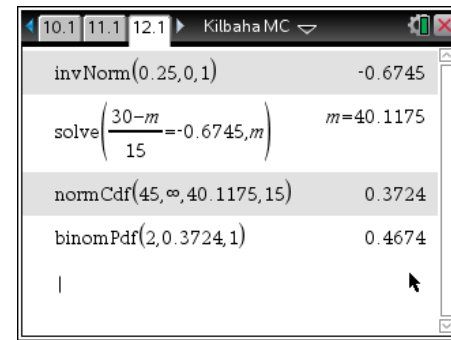 10.1 11.1 12.1 Kilbaha MC
invNorm(0.25,0,1) -0.6745
solve(30−m/15=-0.6745,m) m=40.1175
normCdf(45,∞,40.1175,15) 0.3724
binomPdf(2,0.3724,1) 0.4674